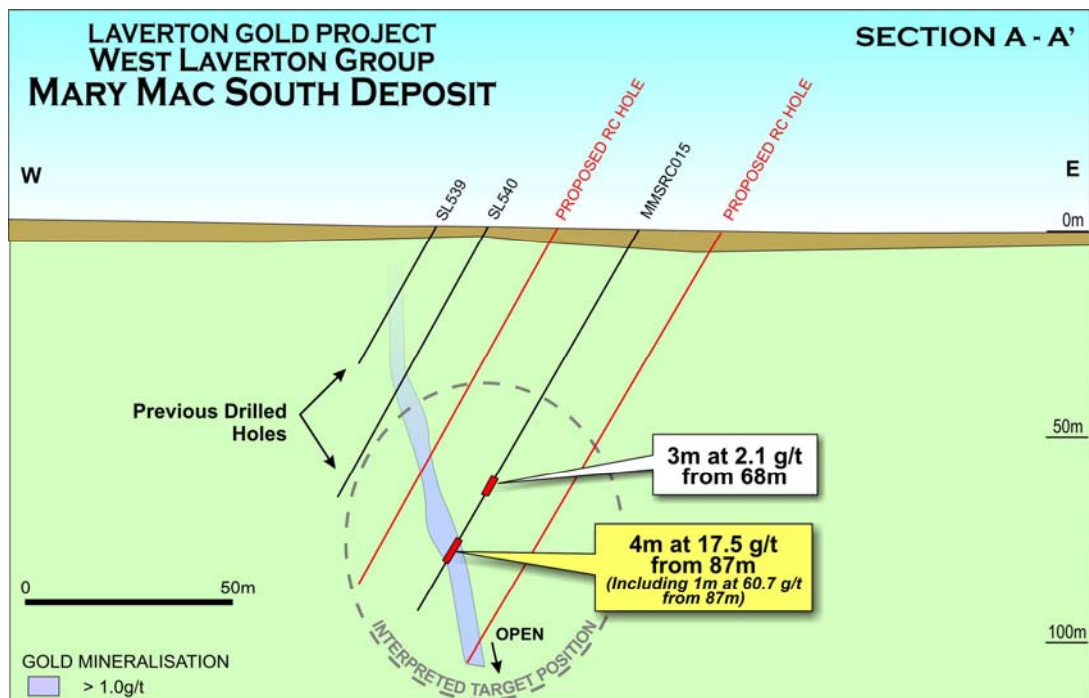 LAVERTON GOLD PROJECT
WEST LAVERTON GROUP
MARY MAC SOUTH DEPOSIT
SECTION A - A'
W
E
SL539
SL540
PROPOSED RC HOLE
MMSRC015
PROPOSED RC HOLE
0m
Previous Drilled
Holes
50m
3m at 2.1 g/t
from 68m
4m at 17.5 g/t
from 87m
(Including 1m at 60.7 g/t
from 87m)
0
50m
OPEN
INTERPRETED TARGET POSITION
100m
GOLD MINERALISATION
> 1.0g/t